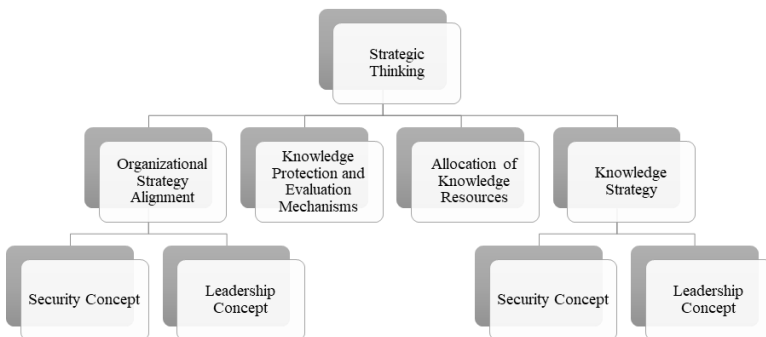 Strategic
Thinking
Organizational
Strategy
Alignment
Knowledge
Protection and
Evaluation
Mechanisms
Allocation of
Knowledge
Resources
Knowledge
Strategy
Security Concept
Leadership
Concept
Security Concept
Leadership
Concept